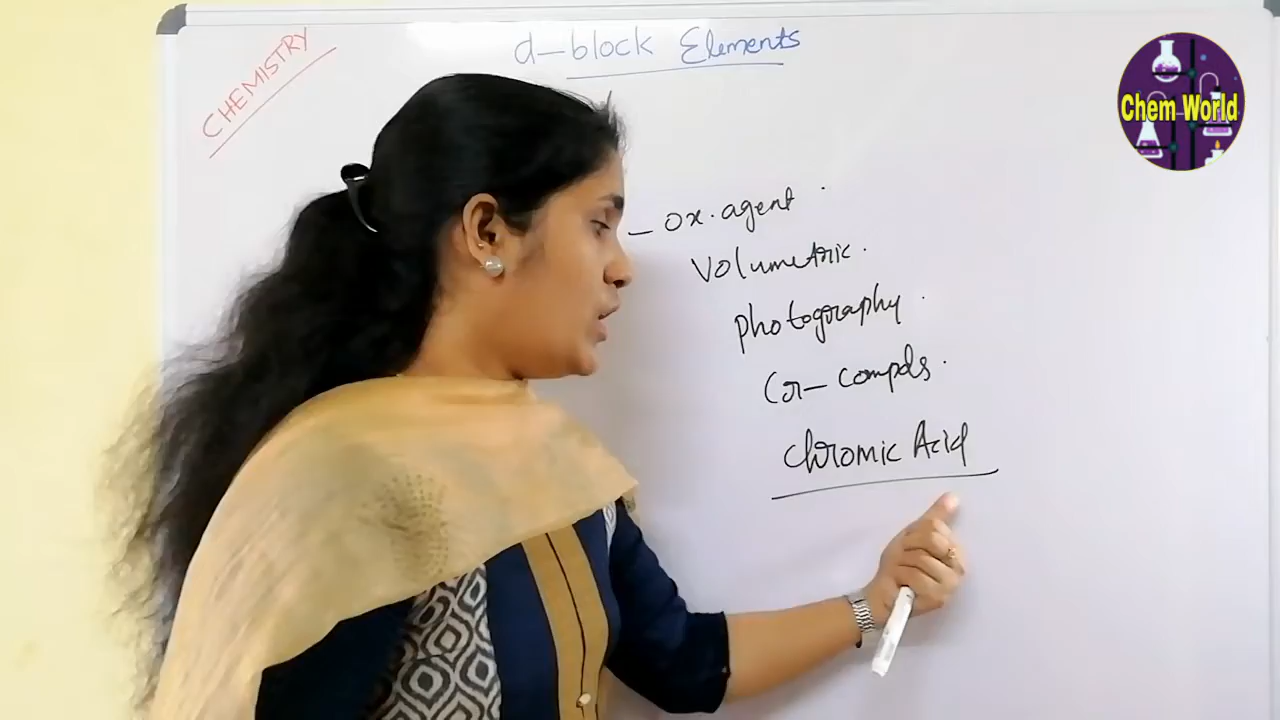 CHEMISTRY
d-block Elements
Chem World
- ox. agent
Volumetric.
photography.
Cr- compds.
Chromic Acid